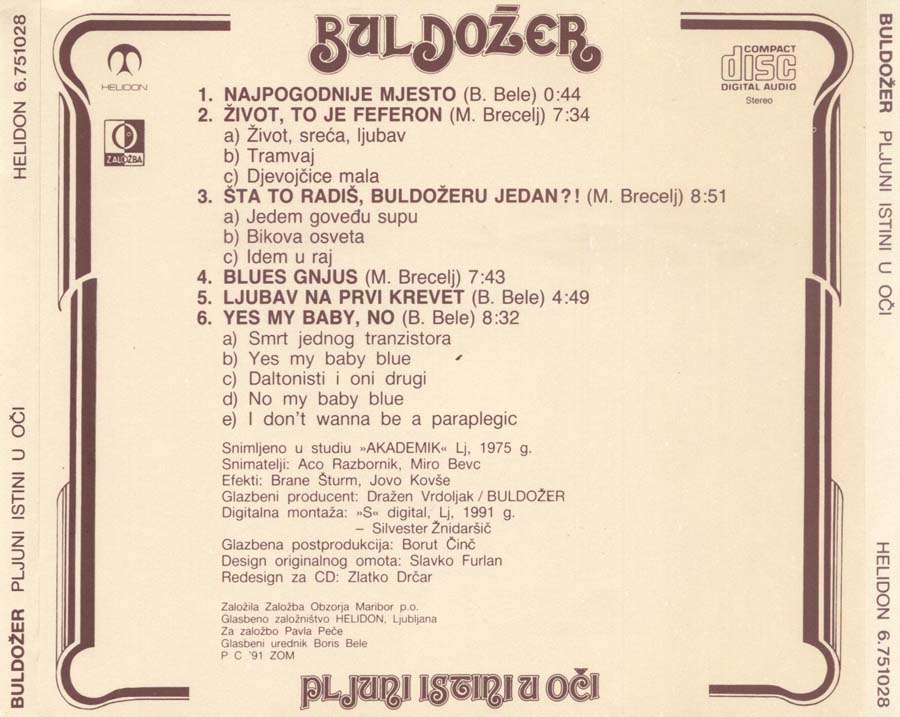 BULDOŽER
HELIDON
ZALOŽBA
COMPACT
disc
DIGITAL AUDIO
Stereo
1. NAJPOGODNIJE MJESTO (B. Bele) 0:44
2. ŽIVOT, TO JE FEFERON (M. Brecelj) 7:34
a) Život, sreća, ljubav
b) Tramvaj
c) Djevojčice mala
3. ŠTA TO RADIŠ, BULDOŽERU JEDAN?! (M. Brecelj) 8:51
a) Jedem goveđu supu
b) Bikova osveta
c) Idem u raj
4. BLUES GNJUS (M. Brecelj) 7:43
5. LJUBAV NA PRVI KREVET (B. Bele) 4:49
6. YES MY BABY, NO (B. Bele) 8:32
a) Smrt jednog tranzistora
b) Yes my baby blue
c) Daltonisti i oni drugi
d) No my baby blue
e) I don't wanna be a paraplegic
Snimljeno u studiu »AKADEMIK« Lj, 1975 g.
Snimatelji: Aco Razbornik, Miro Bevc
Efekti: Brane Šturm, Jovo Kovše
Glazbeni producent: Dražen Vrdoljak / BULDOŽER
Digitalna montaža: »S« digital, Lj, 1991 g.
– Silvester Žnidaršič
Glazbena postprodukcija: Borut Činč
Design originalnog omota: Slavko Furlan
Redesign za CD: Zlatko Drčar
Založila Založba Obzorja Maribor p.o.
Glasbeno založništvo HELIDON, Ljubljana
Za založbo Pavla Peče
Glasbeni urednik Boris Bele
P C '91 ZOM
PLJUNI ISTINI U OČI
BULDOŽER PLJUNI ISTINI U OČI HELIDON 6.751028
BULDOŽER PLJUNI ISTINI U OČI HELIDON 6.751028